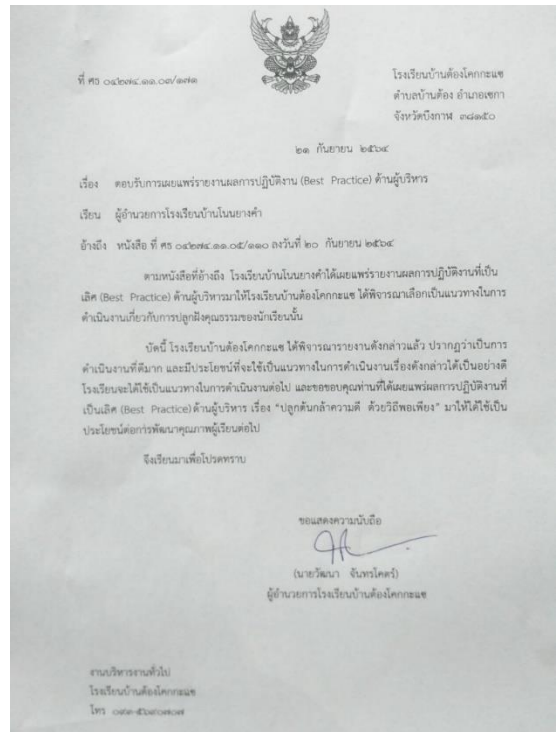 ที่ ศธ ๐๔๒๗๔.๑๑.๐๓/๑๗๑
โรงเรียนบ้านต้องโคกกะแซ
ตำบลบ้านต้อง อำเภอเซกา
จังหวัดบึงกาฬ ๓๘๑๕๐
๒๑ กันยายน ๒๕๖๔
เรื่อง ตอบรับการเผยแพร่รายงานผลการปฏิบัติงาน (Best Practice) ด้านผู้บริหาร
เรียน ผู้อำนวยการโรงเรียนบ้านโนนยางคำ
อ้างถึง หนังสือ ที่ ศธ ๐๔๒๗๔.๑๑.๐๕/๑๑๐ ลงวันที่ ๒๐ กันยายน ๒๕๖๔
ตามหนังสือที่อ้างถึง โรงเรียนบ้านโนนยางคำได้เผยแพร่รายงานผลการปฏิบัติงานที่เป็น
เลิศ (Best Practice) ด้านผู้บริหารมาให้โรงเรียนบ้านต้องโคกกะแซ ได้พิจารณาเลือกเป็นแนวทางในการ
ดำเนินงานเกี่ยวกับการปลูกฝังคุณธรรมของนักเรียนนั้น
บัดนี้ โรงเรียนบ้านต้องโคกกะแซ ได้พิจารณารายงานดังกล่าวแล้ว ปรากฏว่าเป็นการ
ดำเนินงานที่ดีมาก และมีประโยชน์ที่จะใช้เป็นแนวทางในการดำเนินงานเรื่องดังกล่าวได้เป็นอย่างดี
โรงเรียนจะได้ใช้เป็นแนวทางในการดำเนินงานต่อไป และขอขอบคุณท่านที่ได้เผยแพร่ผลการปฏิบัติงานที่
เป็นเลิศ (Best Practice) ด้านผู้บริหาร เรื่อง "ปลูกต้นกล้าความดี ด้วยวิถีพอเพียง" มาให้ได้ใช้เป็น
ประโยชน์ต่อการพัฒนาคุณภาพผู้เรียนต่อไป
จึงเรียนมาเพื่อโปรดทราบ
ขอแสดงความนับถือ
(นายวัฒนา จันทรโคตร์)
ผู้อำนวยการโรงเรียนบ้านต้องโคกกะแซ
งานบริหารงานทั่วไป
โรงเรียนบ้านต้องโคกกะแซ
โทร